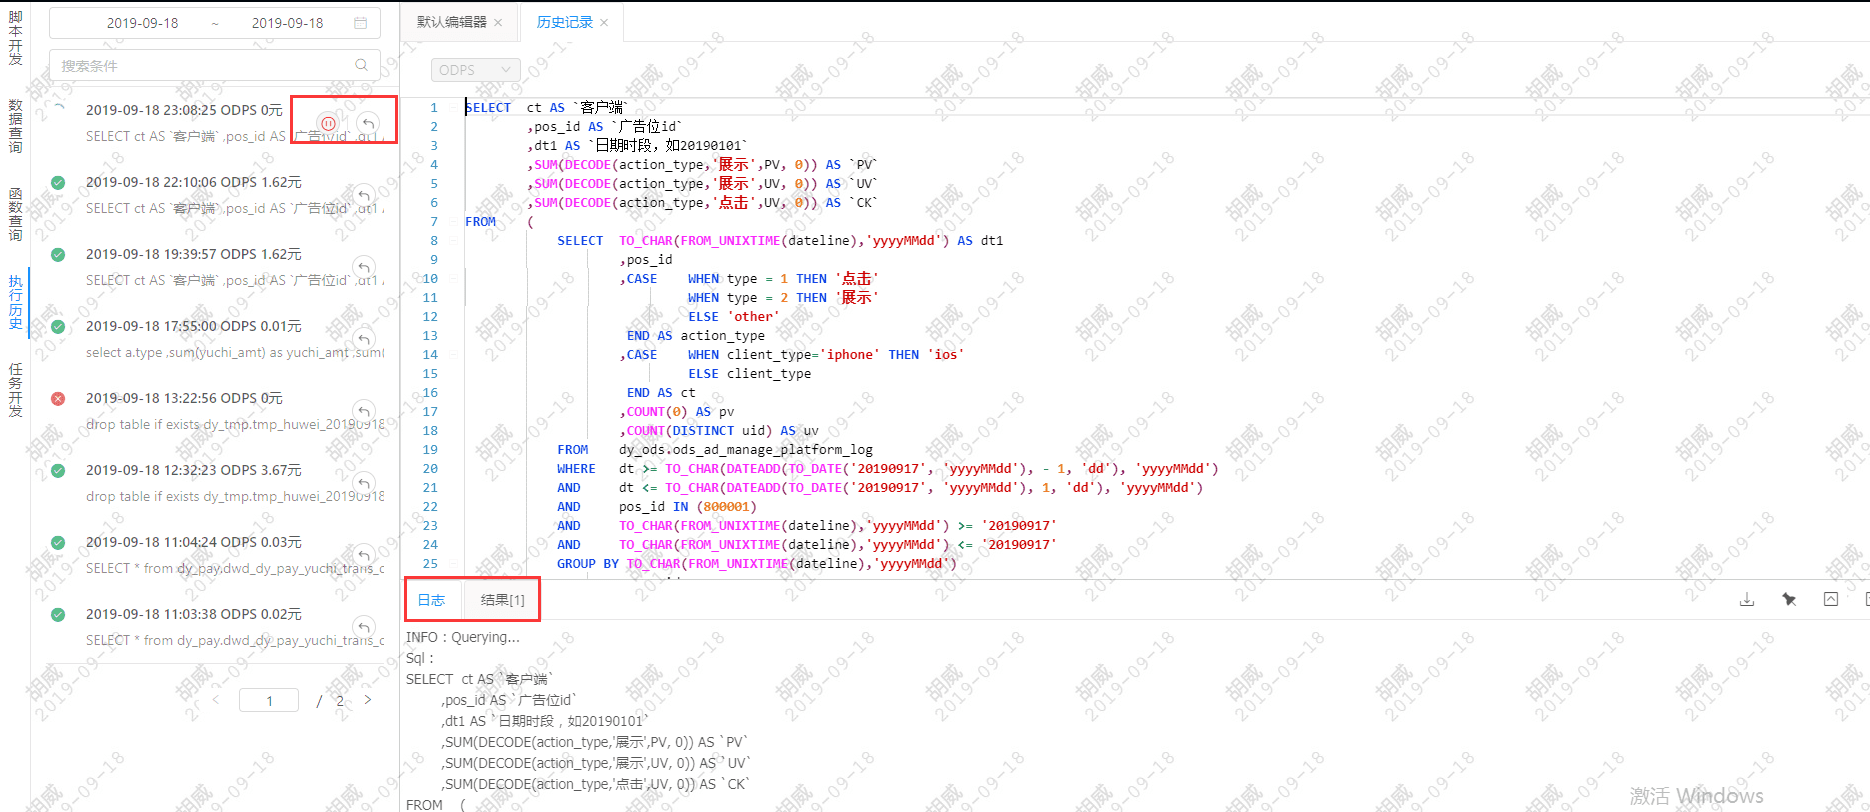 脚本开发
数据查询
函数查询
执行历史
任务开发
2019-09-18 ~ 2019-09-18
搜索条件
2019-09-18 23:08:25 ODPS 0元
SELECT ct AS `客户端` ,pos_id AS `广告位id` ,dt1
2019-09-18 22:10:06 ODPS 1.62元
SELECT ct AS `客户端` ,pos_id AS `广告位id` ,dt1
2019-09-18 19:39:57 ODPS 1.62元
SELECT ct AS `客户端` ,pos_id AS `广告位id` ,dt1
2019-09-18 17:55:00 ODPS 0.01元
select a.type ,sum(yuchi_amt) as yuchi_amt ,sum(
2019-09-18 13:22:56 ODPS 0元
drop table if exists dy_tmp.tmp_huwei_20190918
2019-09-18 12:32:23 ODPS 3.67元
drop table if exists dy_tmp.tmp_huwei_20190918
2019-09-18 11:04:24 ODPS 0.03元
SELECT * from dy_pay.dwd_dy_pay_yuchi_trans_c
2019-09-18 11:03:38 ODPS 0.02元
SELECT * from dy_pay.dwd_dy_pay_yuchi_trans_c
< 1 / 2 >
默认编辑器 × 历史记录 ×
ODPS
1 SELECT ct AS `客户端`
2 ,pos_id AS `广告位id`
3 ,dt1 AS `日期时段，如20190101`
4 ,SUM(DECODE(action_type,'展示',PV, 0)) AS `PV`
5 ,SUM(DECODE(action_type,'展示',UV, 0)) AS `UV`
6 ,SUM(DECODE(action_type,'点击',UV, 0)) AS `CK`
7 FROM (
8 SELECT TO_CHAR(FROM_UNIXTIME(dateline),'yyyyMMdd') AS dt1
9 ,pos_id
10 ,CASE WHEN type = 1 THEN '点击'
11 WHEN type = 2 THEN '展示'
12 ELSE 'other'
13 END AS action_type
14 ,CASE WHEN client_type='iphone' THEN 'ios'
15 ELSE client_type
16 END AS ct
17 ,COUNT(0) AS pv
18 ,COUNT(DISTINCT uid) AS uv
19 FROM dy_ods.ods_ad_manage_platform_log
20 WHERE dt >= TO_CHAR(DATEADD(TO_DATE('20190917', 'yyyyMMdd'), - 1, 'dd'), 'yyyyMMdd')
21 AND dt <= TO_CHAR(DATEADD(TO_DATE('20190917', 'yyyyMMdd'), 1, 'dd'), 'yyyyMMdd')
22 AND pos_id IN (800001)
23 AND TO_CHAR(FROM_UNIXTIME(dateline),'yyyyMMdd') >= '20190917'
24 AND TO_CHAR(FROM_UNIXTIME(dateline),'yyyyMMdd') <= '20190917'
25 GROUP BY TO_CHAR(FROM_UNIXTIME(dateline),'yyyyMMdd')
日志 结果[1]
INFO : Querying...
Sql :
SELECT ct AS `客户端`
,pos_id AS `广告位id`
,dt1 AS `日期时段，如20190101`
,SUM(DECODE(action_type,'展示',PV, 0)) AS `PV`
,SUM(DECODE(action_type,'展示',UV, 0)) AS `UV`
,SUM(DECODE(action_type,'点击',UV, 0)) AS `CK`
FROM (
激活 Windows
胡威
2019-09-18